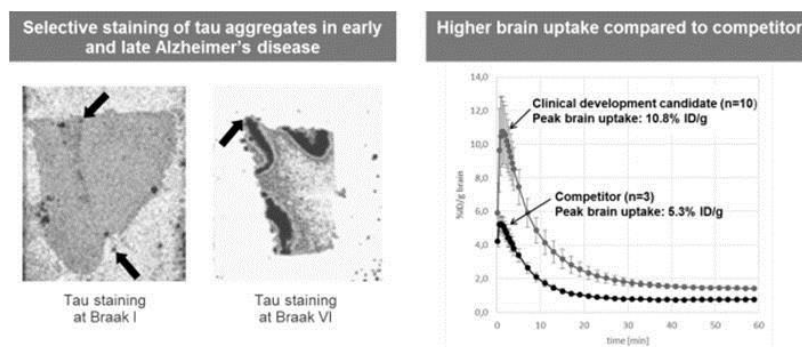 Selective staining of tau aggregates in early
and late Alzheimer's disease
Tau staining
at Braak I
Tau staining
at Braak VI
Higher brain uptake compared to competitor
%ID/g brain
14,0
12,0
10,0
8,0
6,0
4,0
2,0
0,0
Clinical development candidate (n=10)
Peak brain uptake: 10.8% ID/g
Competitor (n=3)
Peak brain uptake: 5.3% ID/g
0 10 20 30 40 50 60
time [min]